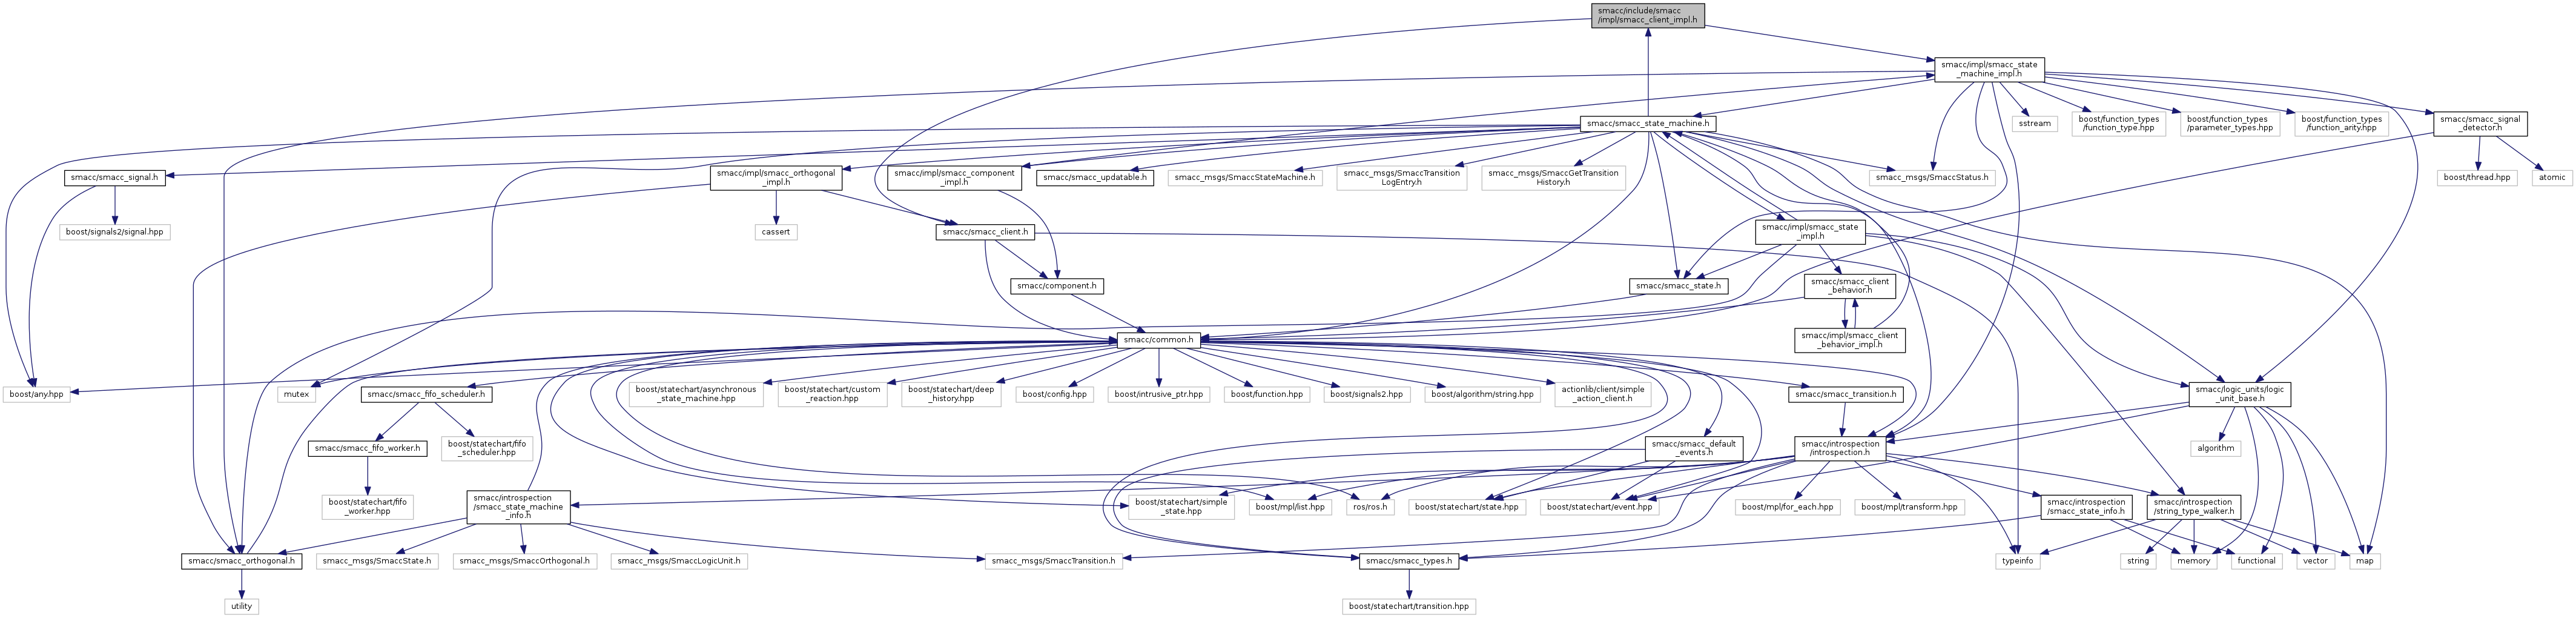 smacc/include/smacc
/impl/smacc_client_impl.h
smacc/impl/smacc_state
_machine_impl.h
smacc/smacc_state_machine.h
sstream
boost/function_types
/function_type.hpp
boost/function_types
/parameter_types.hpp
boost/function_types
/function_arity.hpp
smacc/smacc_signal
_detector.h
smacc/smacc_signal.h
smacc/impl/smacc_orthogonal
_impl.h
smacc/impl/smacc_component
_impl.h
smacc/smacc_updatable.h
smacc_msgs/SmaccStateMachine.h
smacc_msgs/SmaccTransition
LogEntry.h
smacc_msgs/SmaccGetTransition
History.h
smacc_msgs/SmaccStatus.h
boost/thread.hpp
atomic
boost/signals2/signal.hpp
cassert
smacc/smacc_client.h
smacc/impl/smacc_state
_impl.h
smacc/component.h
smacc/smacc_state.h
smacc/smacc_client
_behavior.h
smacc/common.h
smacc/impl/smacc_client
_behavior_impl.h
boost/any.hpp
mutex
smacc/smacc_fifo_scheduler.h
boost/statechart/asynchronous
_state_machine.hpp
boost/statechart/custom
_reaction.hpp
boost/statechart/deep
_history.hpp
boost/config.hpp
boost/intrusive_ptr.hpp
boost/function.hpp
boost/signals2.hpp
boost/algorithm/string.hpp
actionlib/client/simple
_action_client.h
smacc/smacc_transition.h
smacc/logic_units/logic
_unit_base.h
smacc/smacc_fifo_worker.h
boost/statechart/fifo
_scheduler.hpp
smacc/smacc_default
_events.h
smacc/introspection
/introspection.h
algorithm
boost/statechart/fifo
_worker.hpp
smacc/introspection
/smacc_state_machine
_info.h
boost/statechart/simple
_state.hpp
boost/mpl/list.hpp
ros/ros.h
boost/statechart/state.hpp
boost/statechart/event.hpp
boost/mpl/for_each.hpp
boost/mpl/transform.hpp
smacc/introspection
/smacc_state_info.h
smacc/introspection
/string_type_walker.h
smacc/smacc_orthogonal.h
smacc_msgs/SmaccState.h
smacc_msgs/SmaccOrthogonal.h
smacc_msgs/SmaccLogicUnit.h
smacc_msgs/SmaccTransition.h
smacc/smacc_types.h
typeinfo
string
memory
functional
vector
map
utility
boost/statechart/transition.hpp